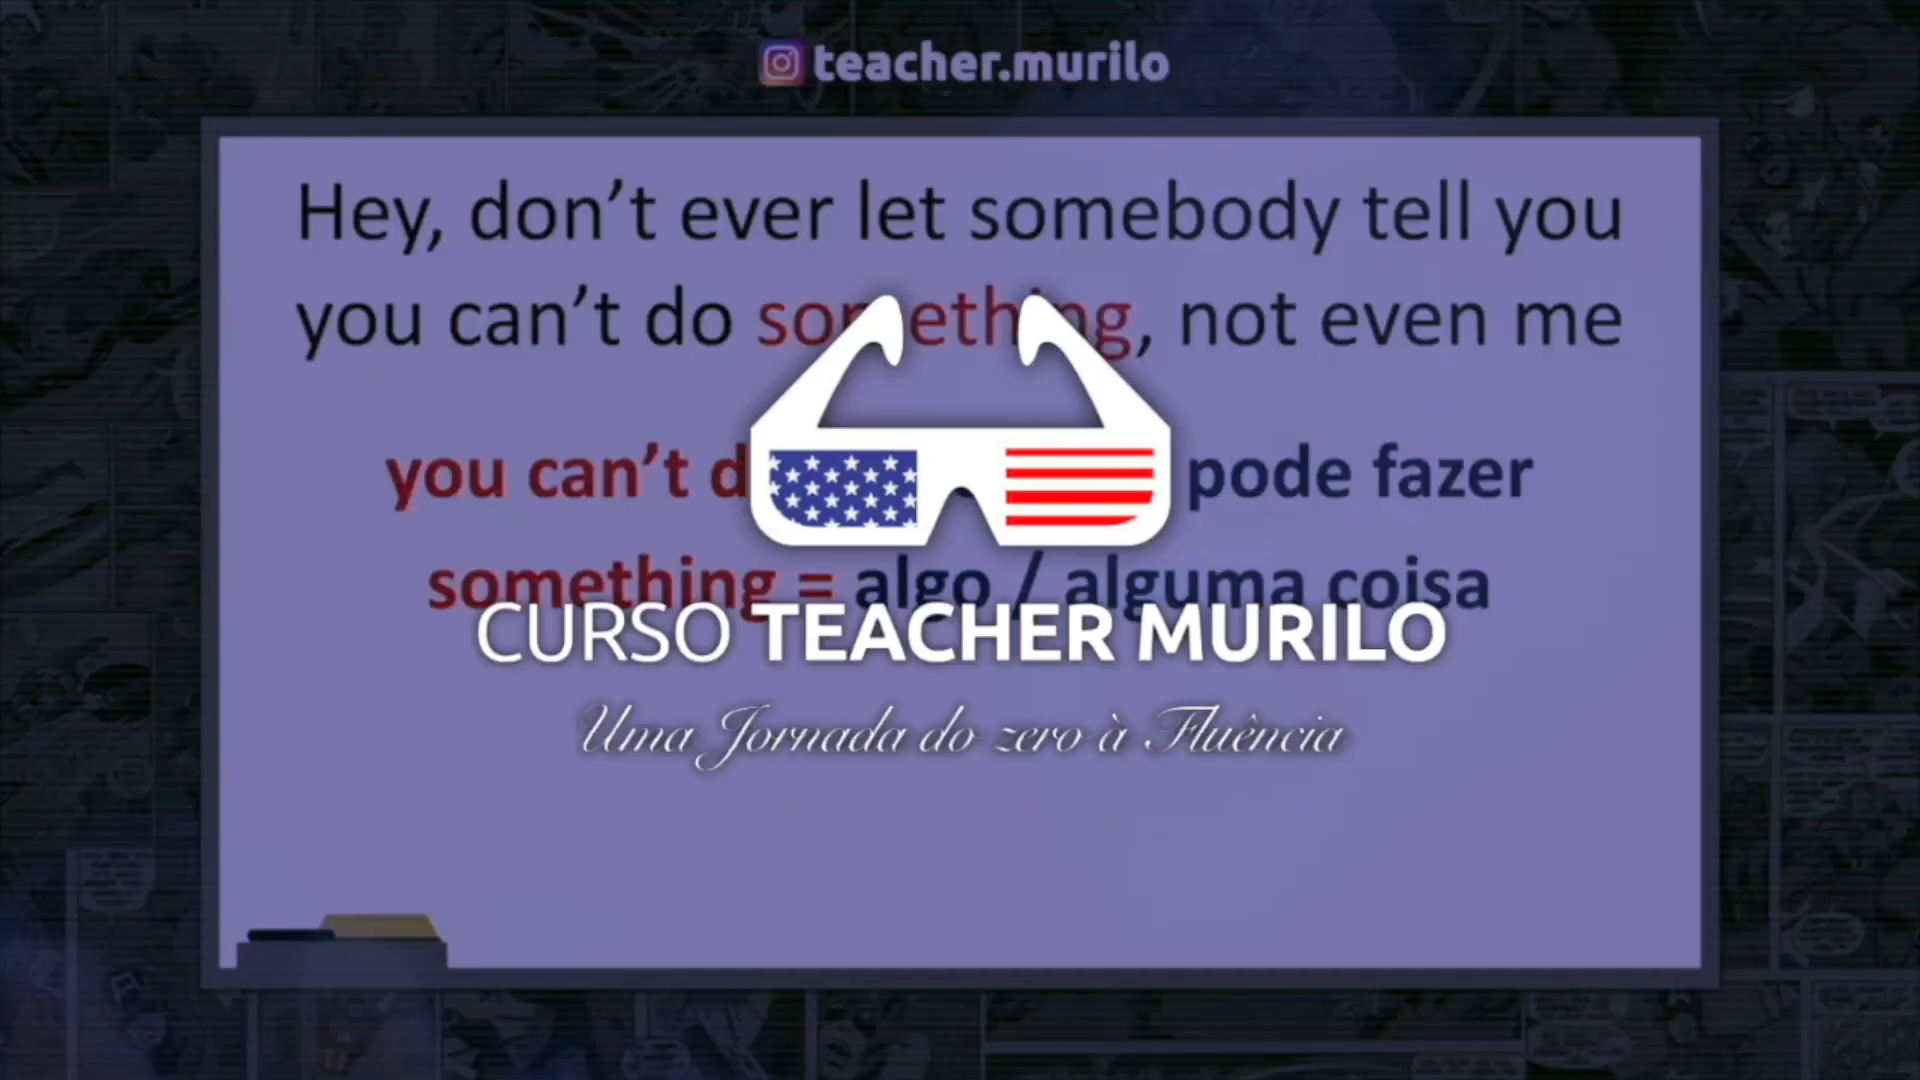 teacher.murilo
Hey, don’t ever let somebody tell you
you can’t do something, not even me
you can’t d pode fazer
something = algo / alguma coisa
CURSO TEACHER MURILO
Uma Jornada do zero à Fluência